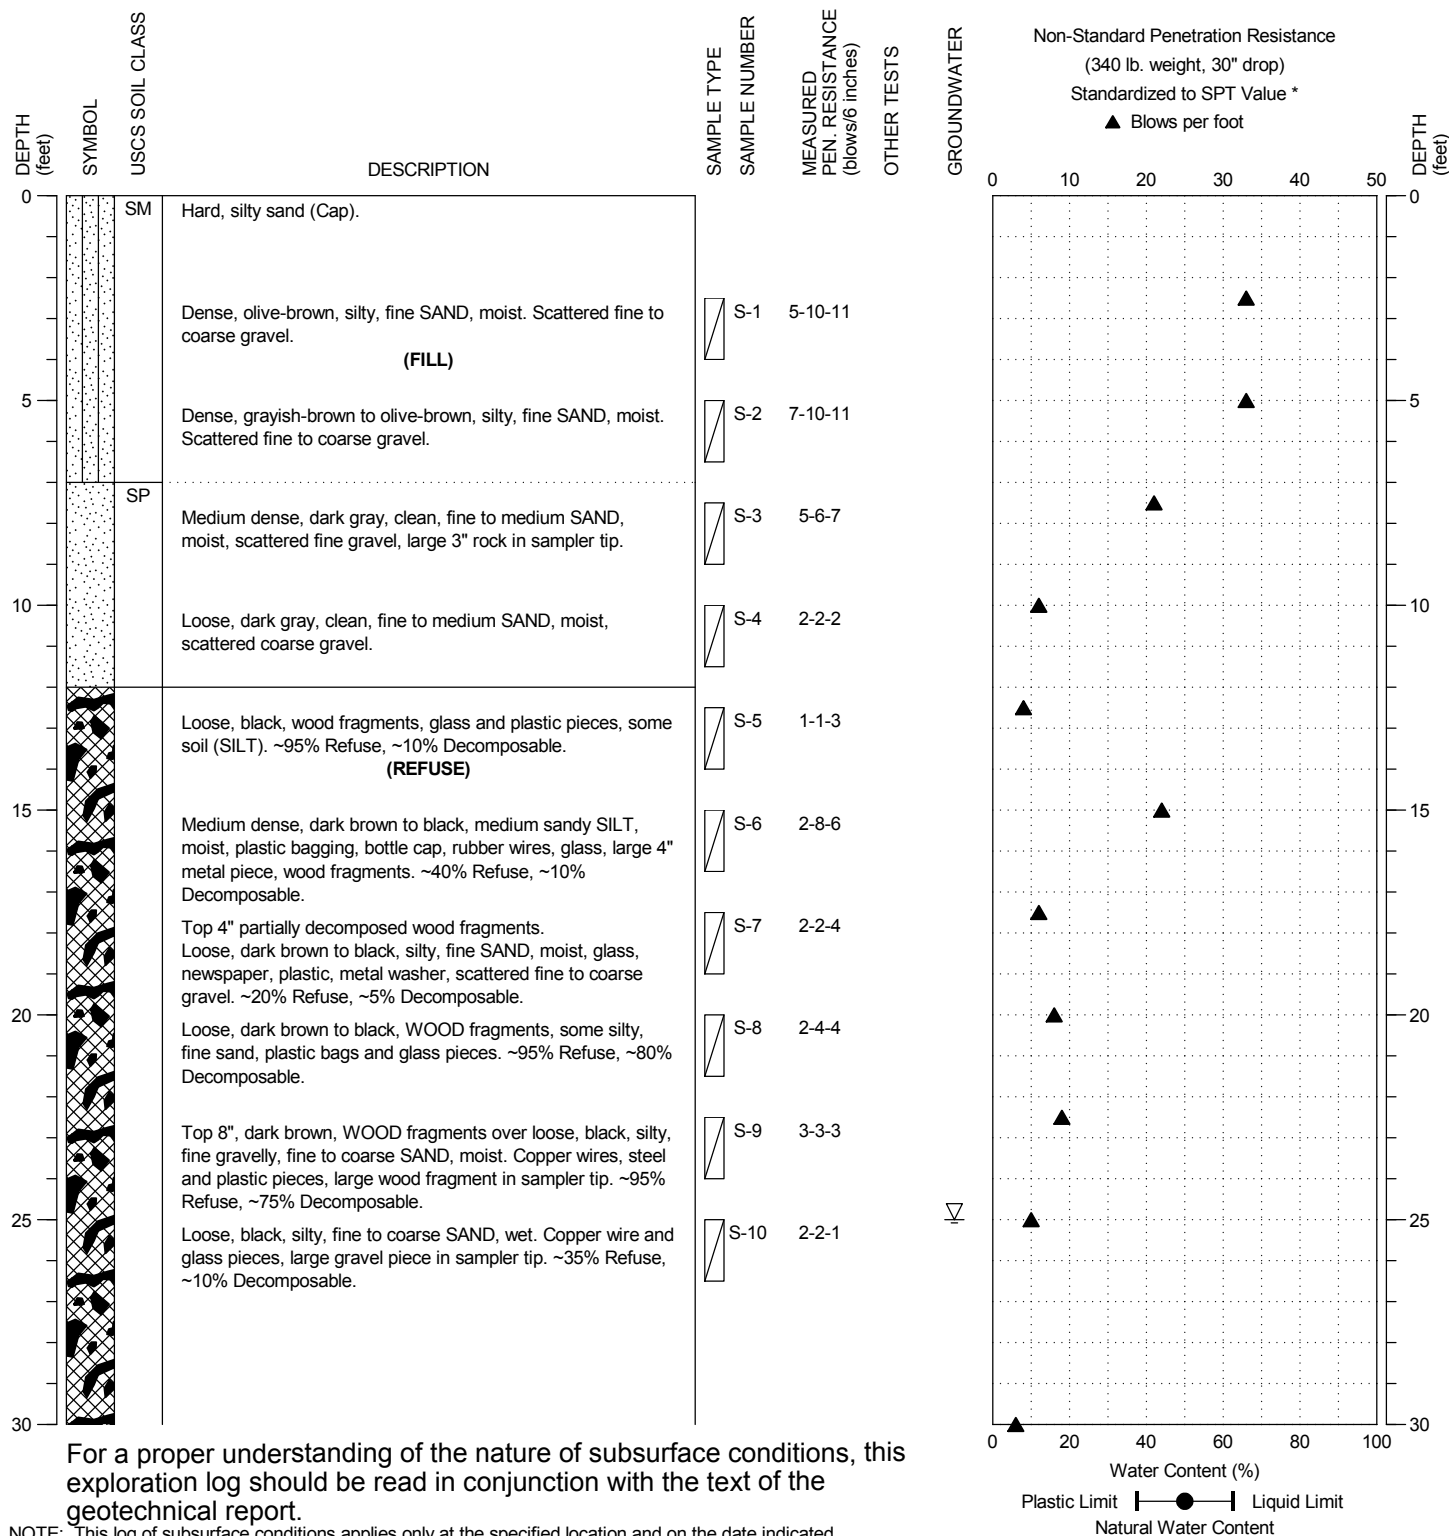 DEPTH
(feet)
SYMBOL
USCS SOIL CLASS
DESCRIPTION
SAMPLE TYPE
SAMPLE NUMBER
MEASURED
PEN. RESISTANCE
(blows/6 inches)
OTHER TESTS
GROUNDWATER
Non-Standard Penetration Resistance
(340 lb. weight, 30" drop)
Standardized to SPT Value *
▲ Blows per foot
DEPTH
(feet)
0 10 20 30 40 50
0
SM
Hard, silty sand (Cap).
0
Dense, olive-brown, silty, fine SAND, moist. Scattered fine to
coarse gravel.
(FILL)
S-1 5-10-11
5
Dense, grayish-brown to olive-brown, silty, fine SAND, moist.
Scattered fine to coarse gravel.
S-2 7-10-11
5
SP
Medium dense, dark gray, clean, fine to medium SAND,
moist, scattered fine gravel, large 3" rock in sampler tip.
S-3 5-6-7
10
Loose, dark gray, clean, fine to medium SAND, moist,
scattered coarse gravel.
S-4 2-2-2
10
Loose, black, wood fragments, glass and plastic pieces, some
soil (SILT). ~95% Refuse, ~10% Decomposable.
(REFUSE)
S-5 1-1-3
15
Medium dense, dark brown to black, medium sandy SILT,
moist, plastic bagging, bottle cap, rubber wires, glass, large 4"
metal piece, wood fragments. ~40% Refuse, ~10%
Decomposable.
S-6 2-8-6
15
Top 4" partially decomposed wood fragments.
Loose, dark brown to black, silty, fine SAND, moist, glass,
newspaper, plastic, metal washer, scattered fine to coarse
gravel. ~20% Refuse, ~5% Decomposable.
S-7 2-2-4
20
Loose, dark brown to black, WOOD fragments, some silty,
fine sand, plastic bags and glass pieces. ~95% Refuse, ~80%
Decomposable.
S-8 2-4-4
20
Top 8", dark brown, WOOD fragments over loose, black, silty,
fine gravelly, fine to coarse SAND, moist. Copper wires, steel
and plastic pieces, large wood fragment in sampler tip. ~95%
Refuse, ~75% Decomposable.
S-9 3-3-3
25
Loose, black, silty, fine to coarse SAND, wet. Copper wire and
glass pieces, large gravel piece in sampler tip. ~35% Refuse,
~10% Decomposable.
S-10 2-2-1
25
30
30
0 20 40 60 80 100
Water Content (%)
Plastic Limit Liquid Limit
Natural Water Content
For a proper understanding of the nature of subsurface conditions, this
exploration log should be read in conjunction with the text of the
geotechnical report.
NOTE: This log of subsurface conditions applies only at the specified location and on the date indicated